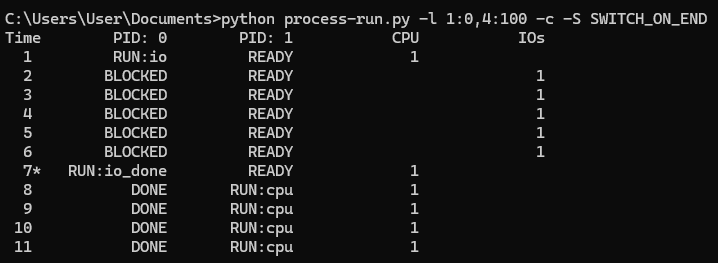 C:\Users\User\Documents>python process-run.py -l 1:0,4:100 -c -S SWITCH_ON_END
Time        PID: 0        PID: 1           CPU           IOs
  1        RUN:io         READY             1
  2       BLOCKED         READY                           1
  3       BLOCKED         READY                           1
  4       BLOCKED         READY                           1
  5       BLOCKED         READY                           1
  6       BLOCKED         READY                           1
  7*   RUN:io_done         READY             1
  8          DONE       RUN:cpu             1
  9          DONE       RUN:cpu             1
 10          DONE       RUN:cpu             1
 11          DONE       RUN:cpu             1